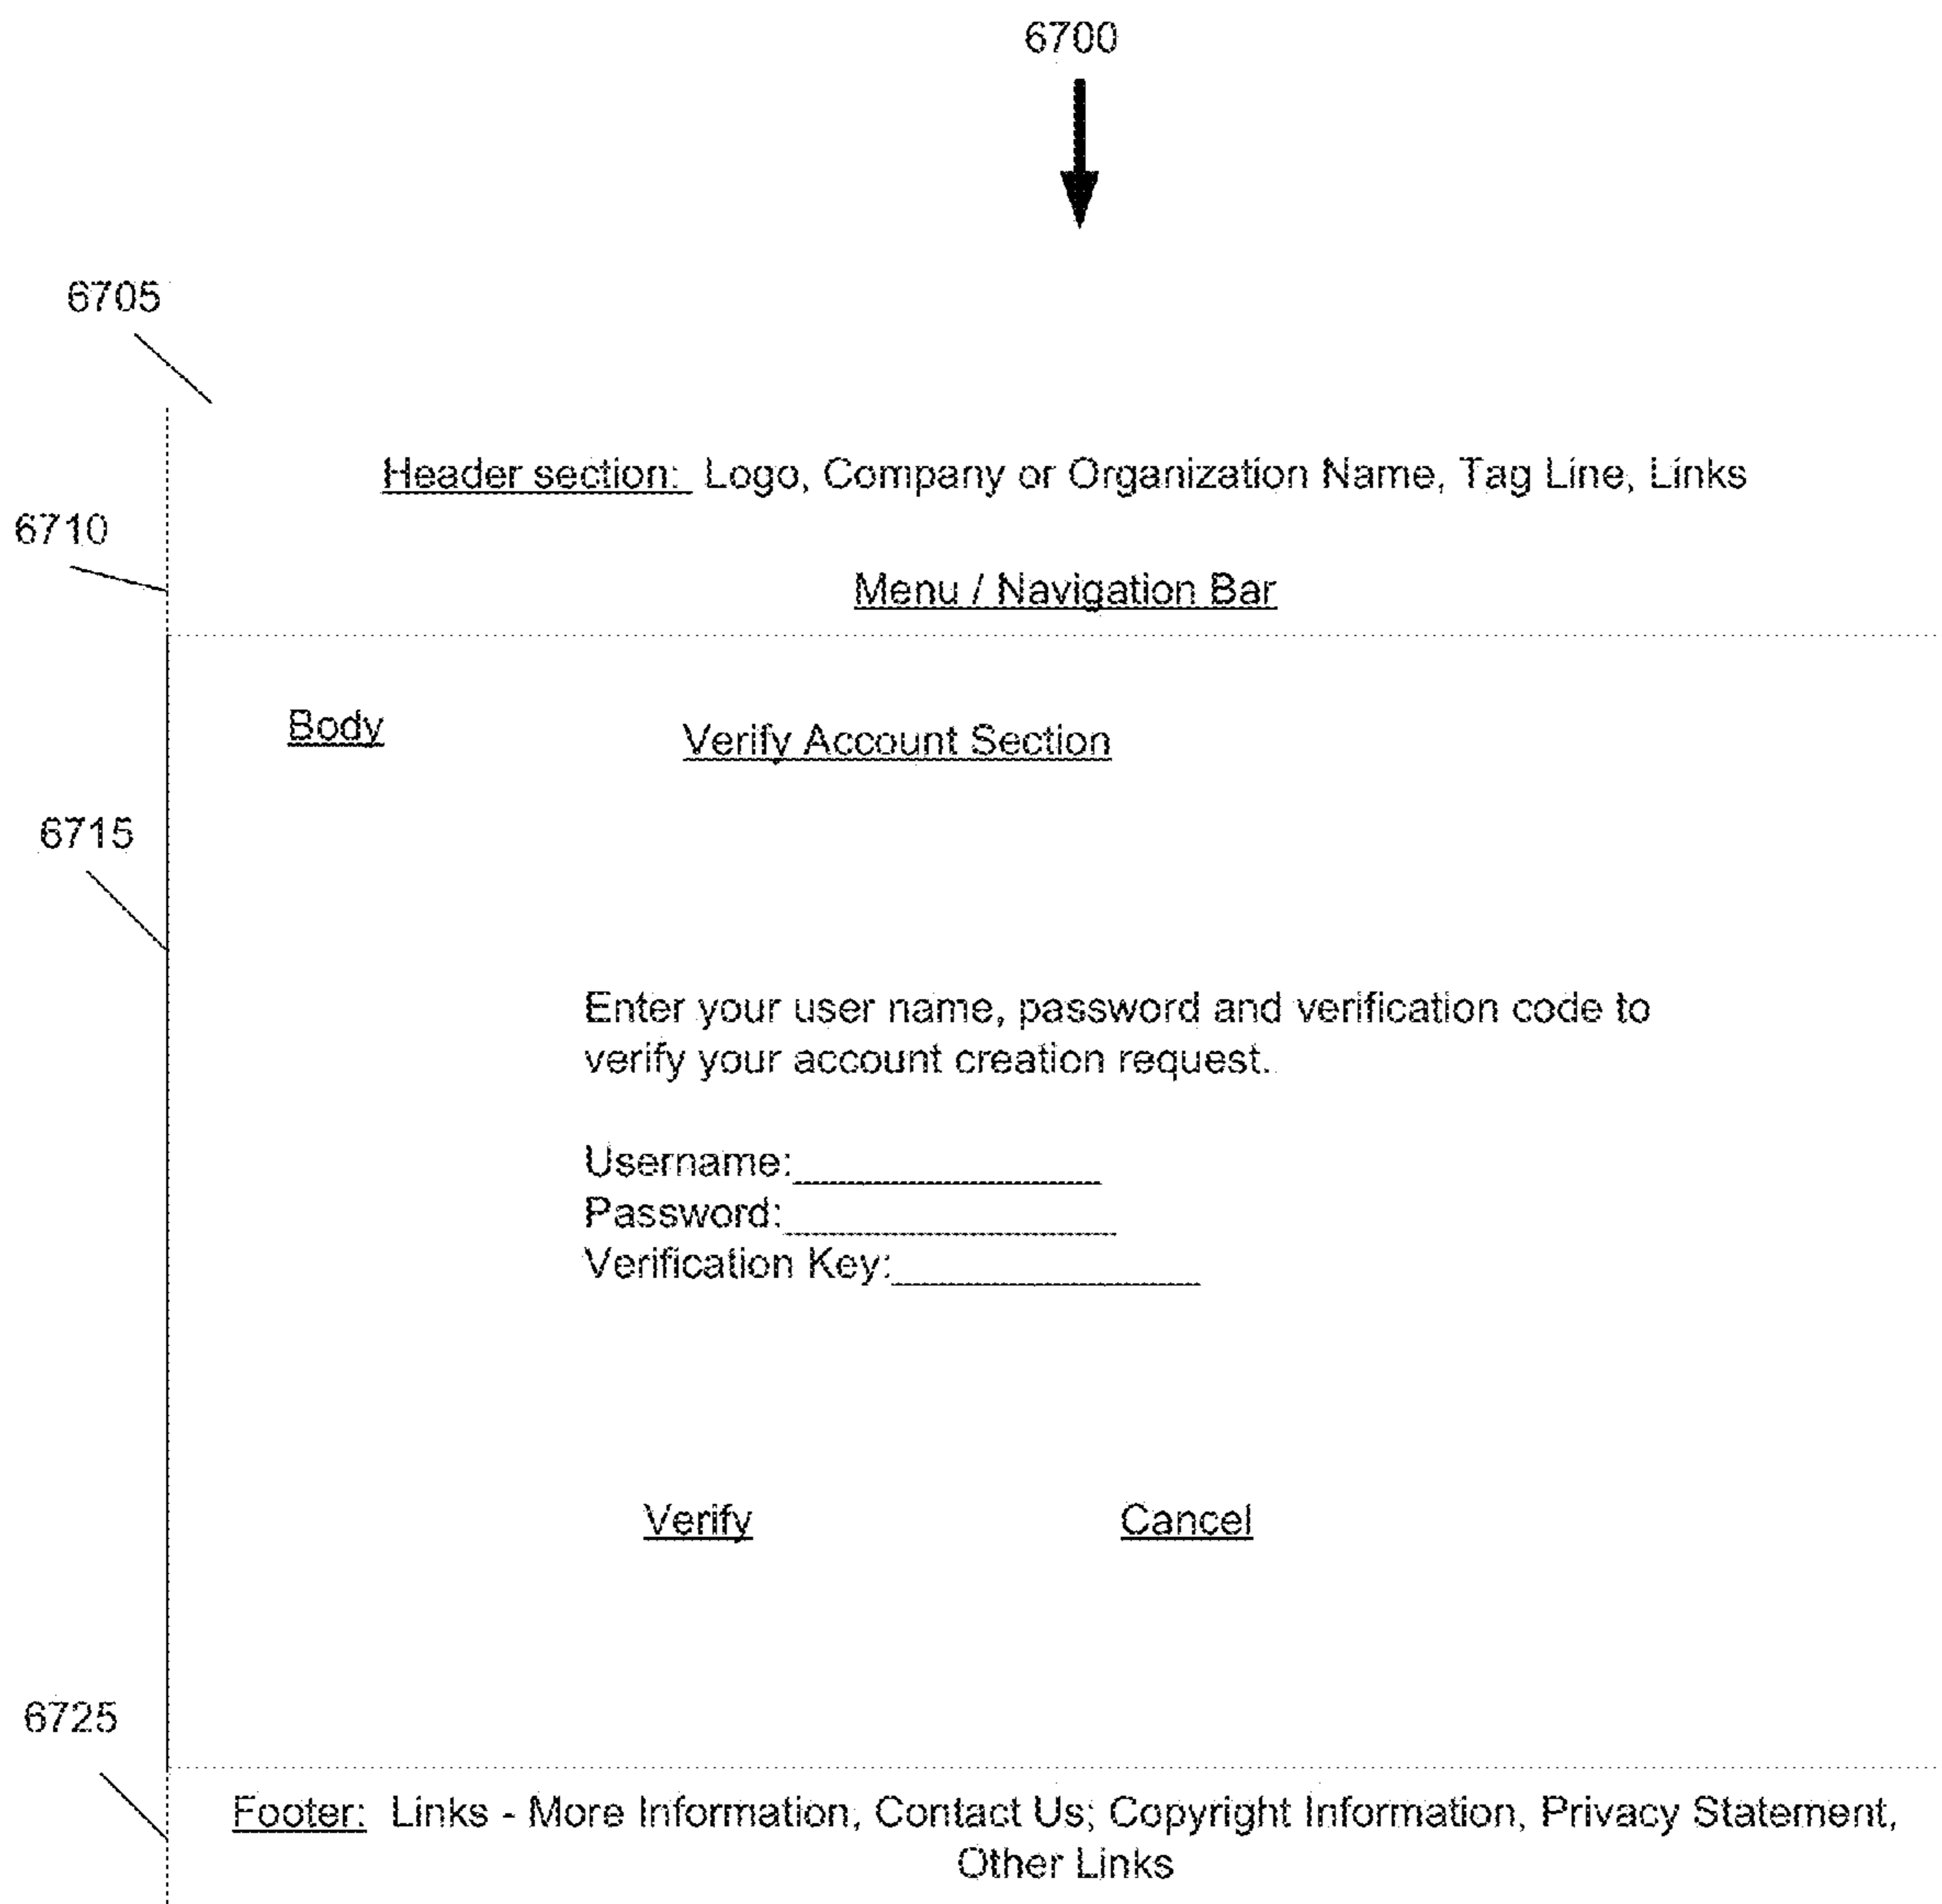 6700
6705
Header section: Logo, Company or Organization Name, Tag Line, Links
6710
Menu / Navigation Bar
Body
Verify Account Section
6715
Enter your user name, password and verification code to
verify your account creation request.
Username:
Password:
Verification Key:
Verify
Cancel
6725
Footer: Links - More Information, Contact Us; Copyright Information, Privacy Statement,
Other Links